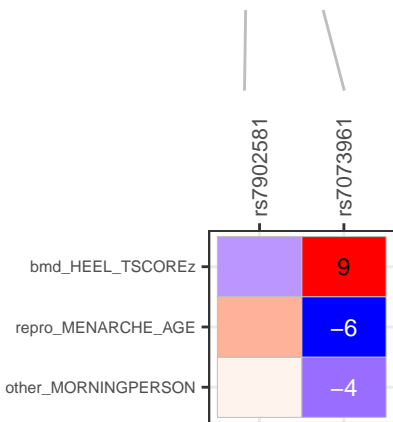 rs7902581
rs7073961
bmd_HEEL_TSCOREz
9
repro_MENARCHE_AGE
−6
other_MORNINGPERSON
−4